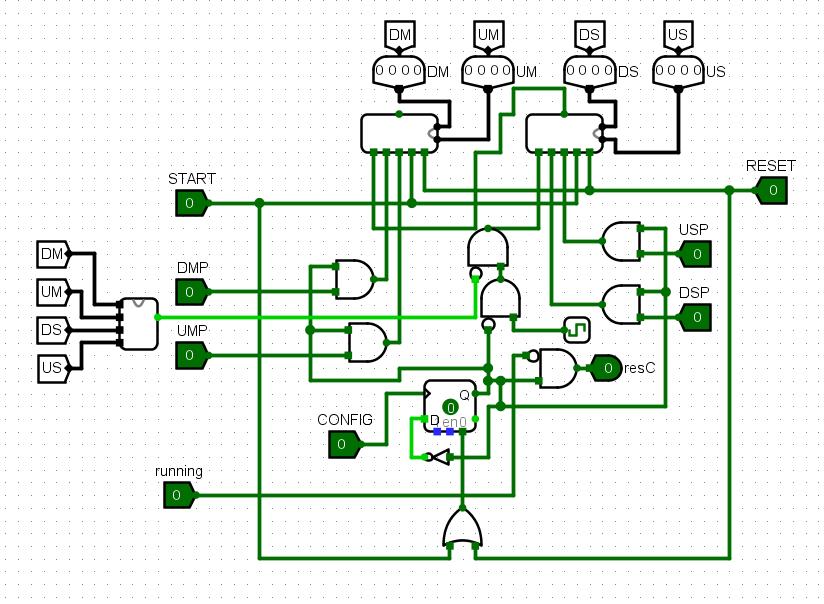 DM UM DS US
0 0 0 0 DM 0 0 0 0 UM 0 0 0 0 DS 0 0 0 0 US
RESET
0
START
0
USP
0
DM
DMP
0
UM
DSP
0
DS
UMP
0
US
0 resC
Q
0
D en0
CONFIG
0
running
0